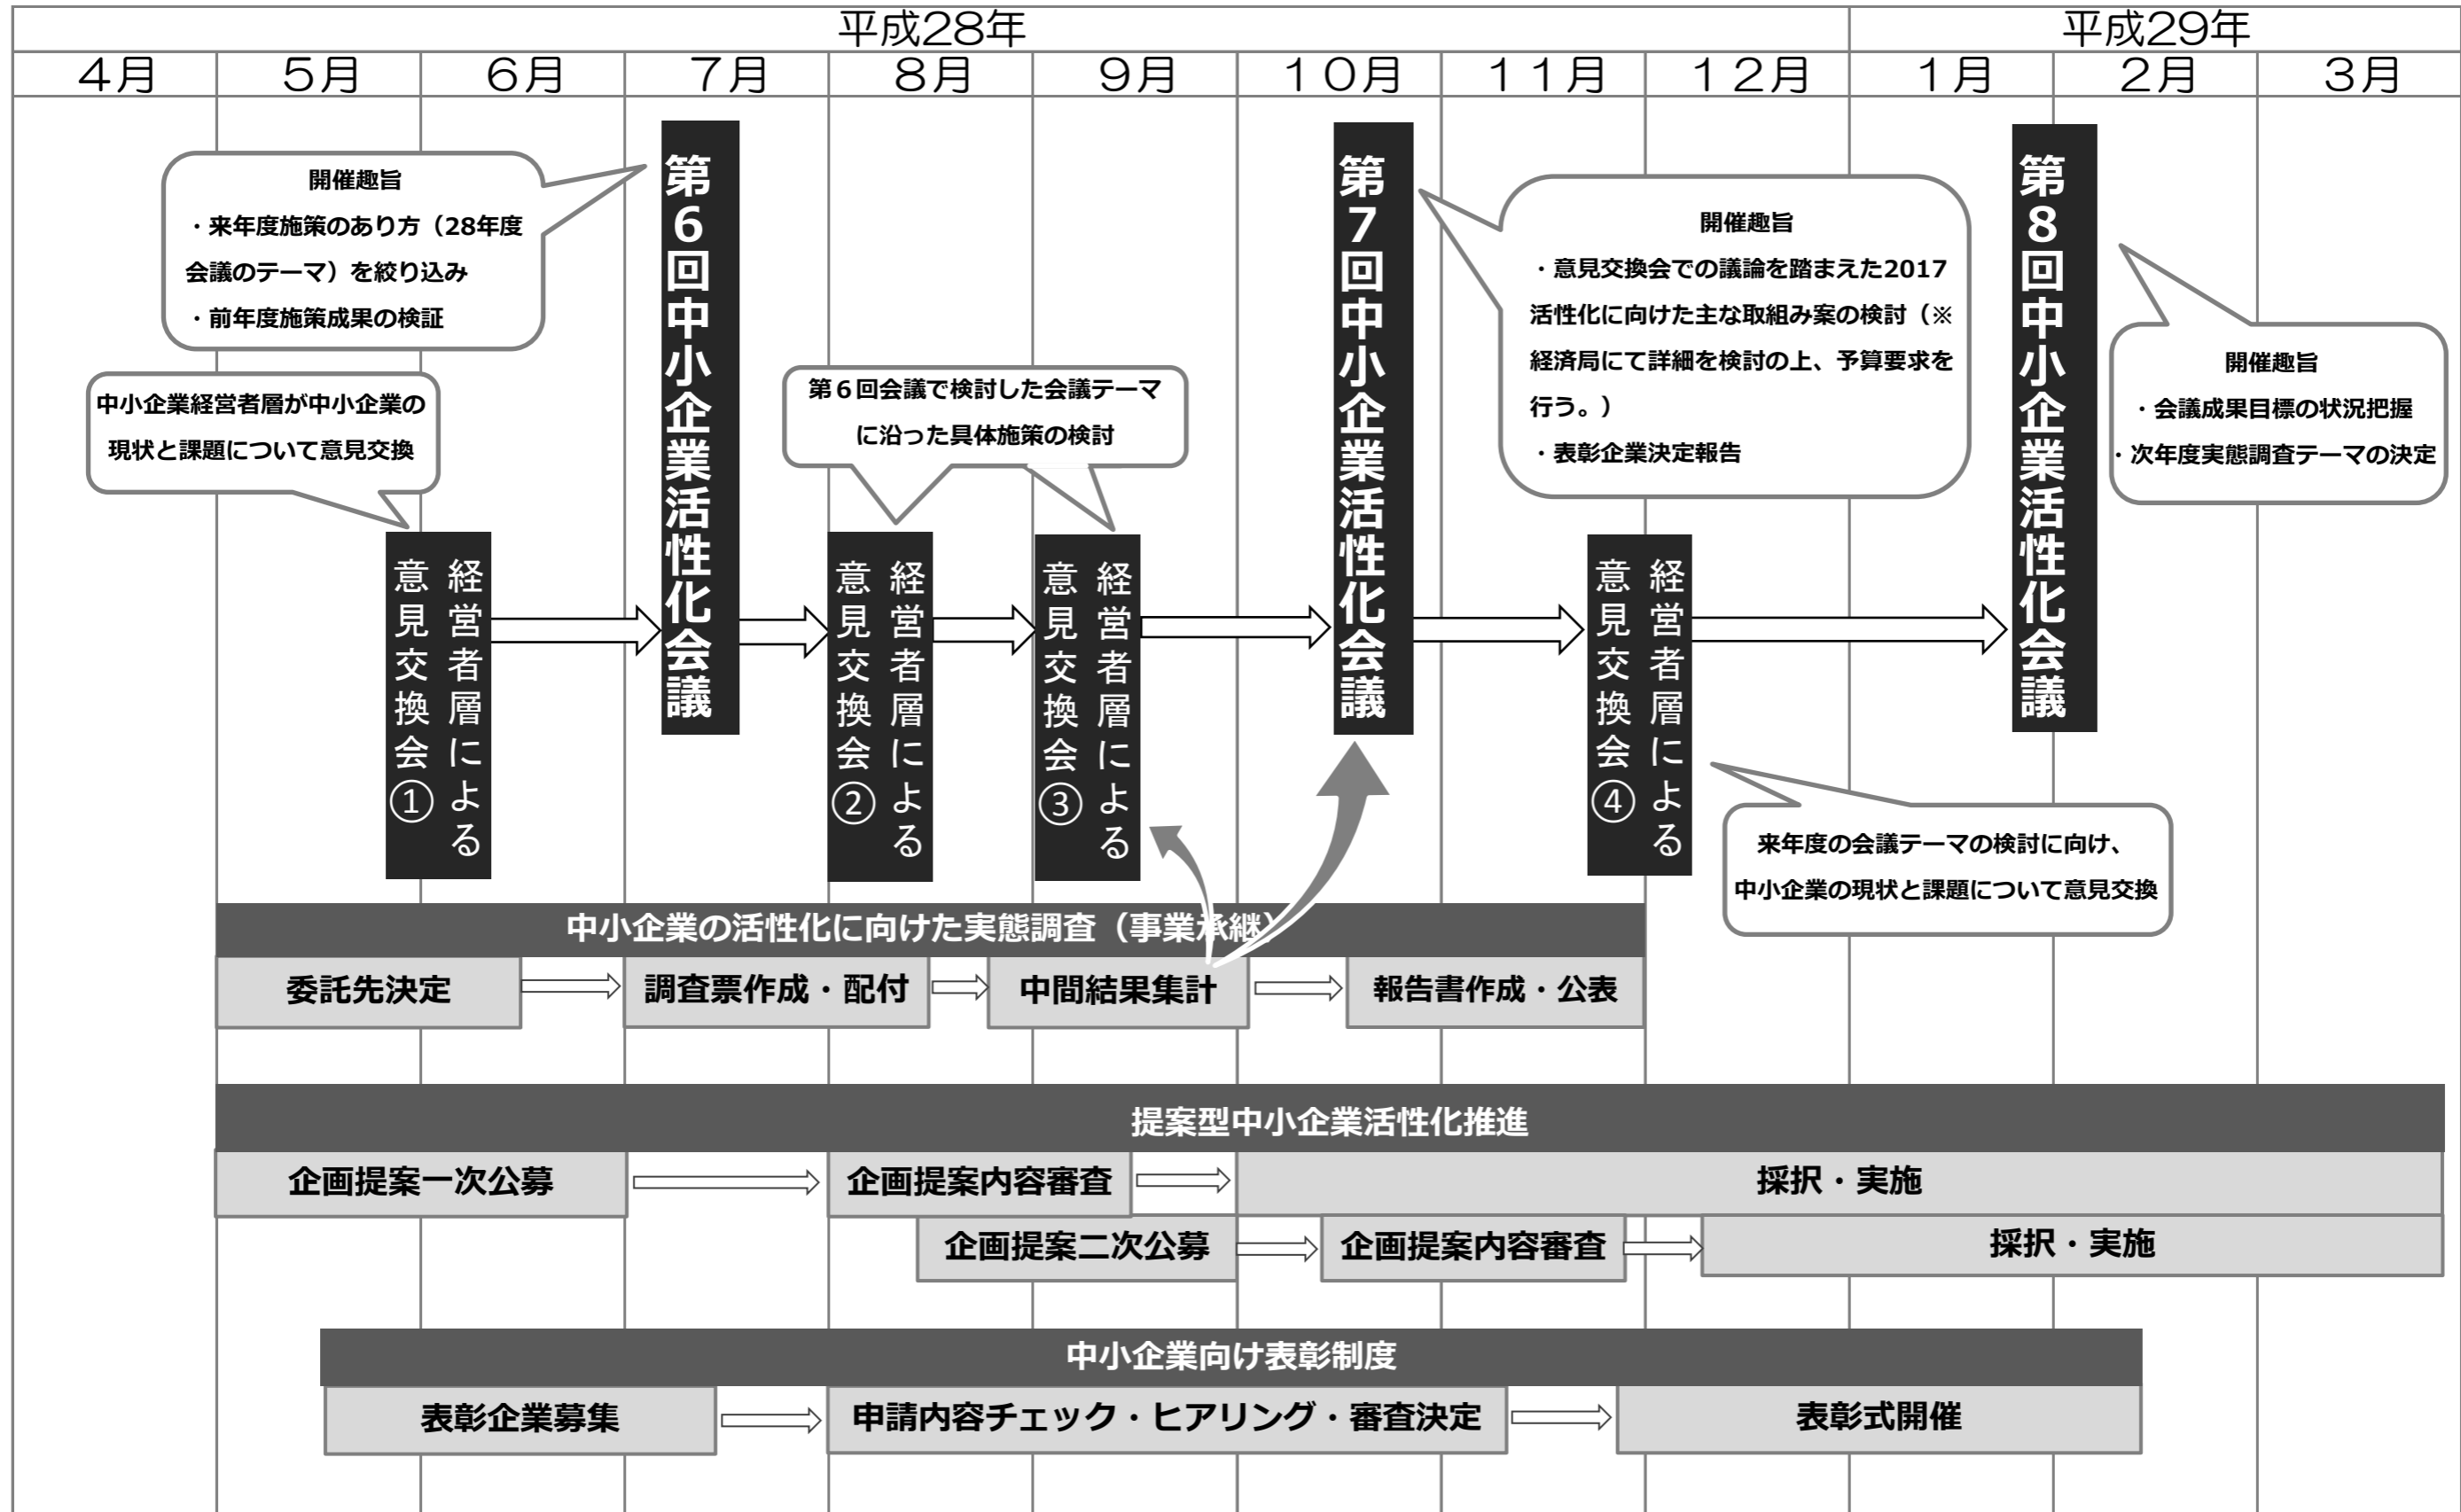 平成28年
平成29年
4月
5月
6月
7月
8月
9月
10月
11月
12月
1月
2月
3月
開催趣旨
・来年度施策のあり方（28年度
会議のテーマ）を絞り込み
・前年度施策成果の検証
中小企業経営者層が中小企業の
現状と課題について意見交換
経営者層による
意見交換会①
第6回中小企業活性化会議
第６回会議で検討した会議テーマ
に沿った具体施策の検討
経営者層による
意見交換会②
経営者層による
意見交換会③
第7回中小企業活性化会議
開催趣旨
・意見交換会での議論を踏まえた2017
活性化に向けた主な取組み案の検討（※
経済局にて詳細を検討の上、予算要求を
行う。）
・表彰企業決定報告
経営者層による
意見交換会④
来年度の会議テーマの検討に向け、
中小企業の現状と課題について意見交換
第8回中小企業活性化会議
開催趣旨
・会議成果目標の状況把握
・次年度実態調査テーマの決定
中小企業の活性化に向けた実態調査（事業承継）
委託先決定
調査票作成・配付
中間結果集計
報告書作成・公表
提案型中小企業活性化推進
企画提案一次公募
企画提案内容審査
採択・実施
企画提案二次公募
企画提案内容審査
採択・実施
中小企業向け表彰制度
表彰企業募集
申請内容チェック・ヒアリング・審査決定
表彰式開催